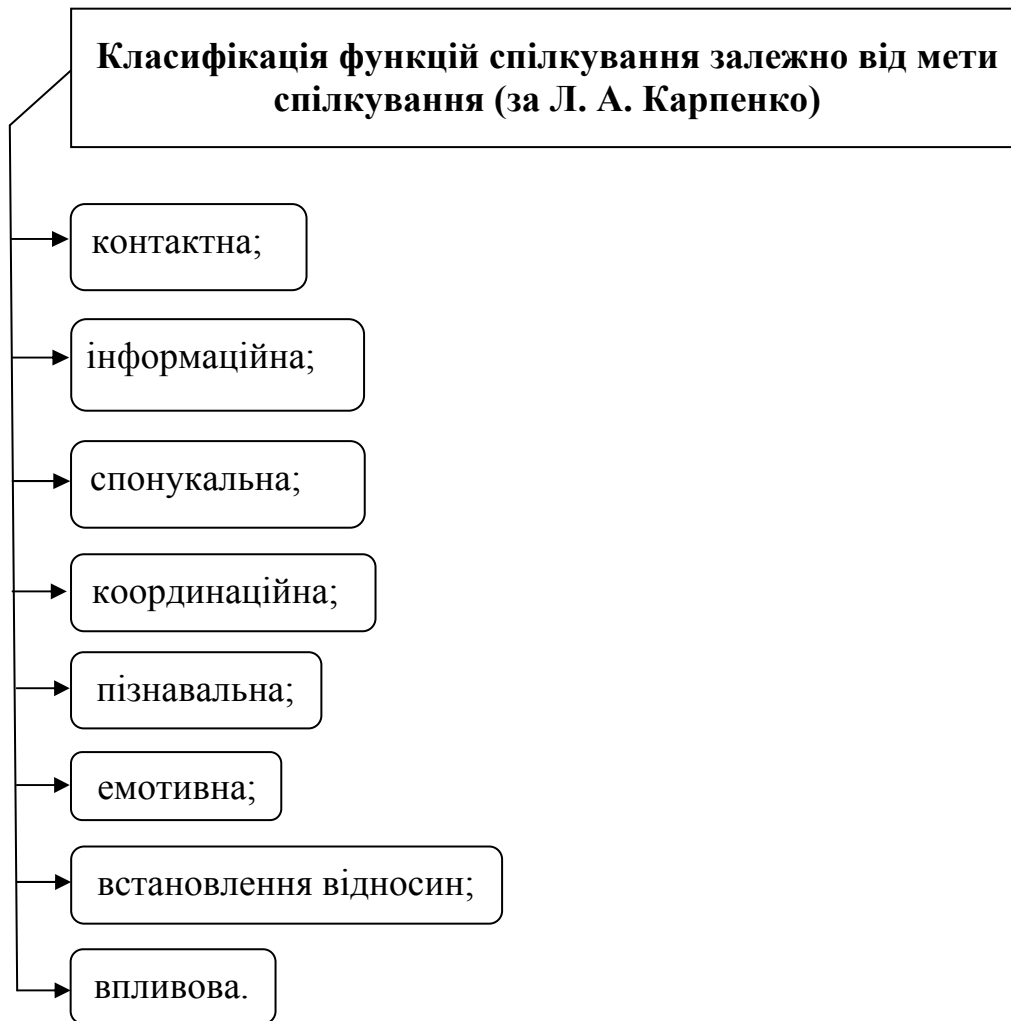 Класифікація функцій спілкування залежно від мети
спілкування (за Л. А. Карпенко)
контактна;
інформаційна;
спонукальна;
координаційна;
пізнавальна;
емотивна;
встановлення відносин;
впливова.